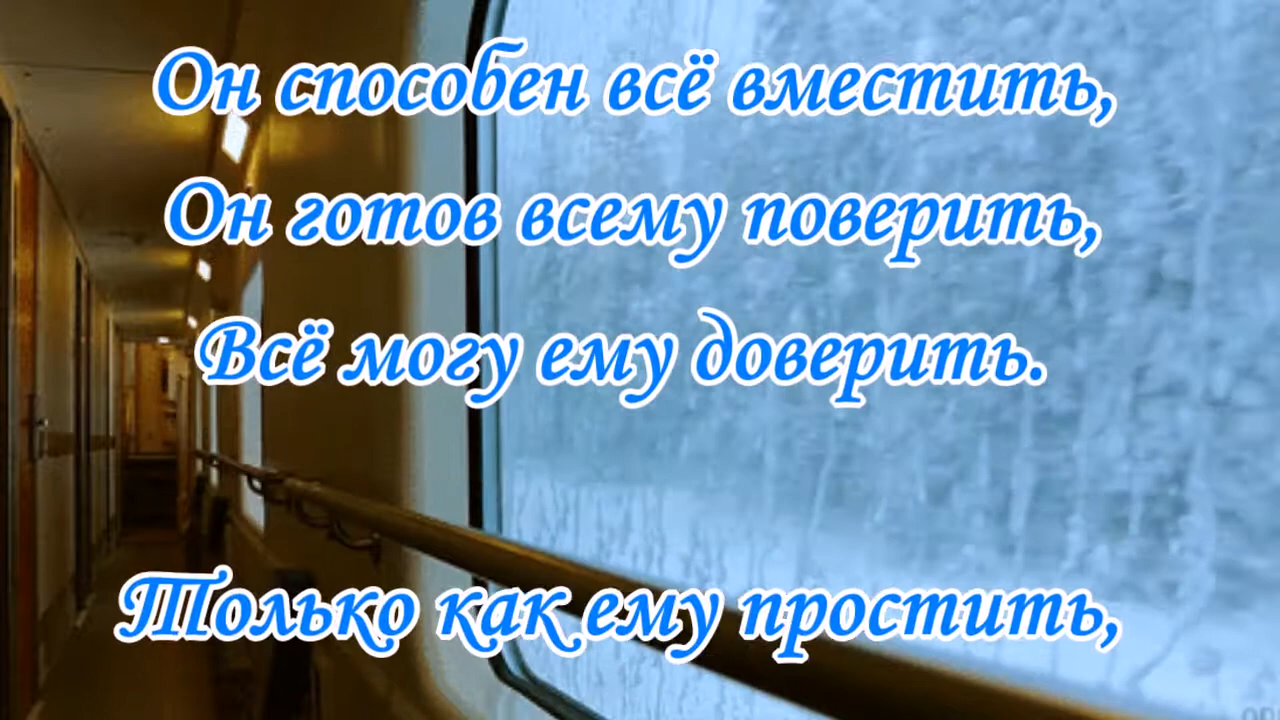 Он способен всё вместить,
Он готов всему поверить,
Всё могу ему доверить.
Только как ему простить,